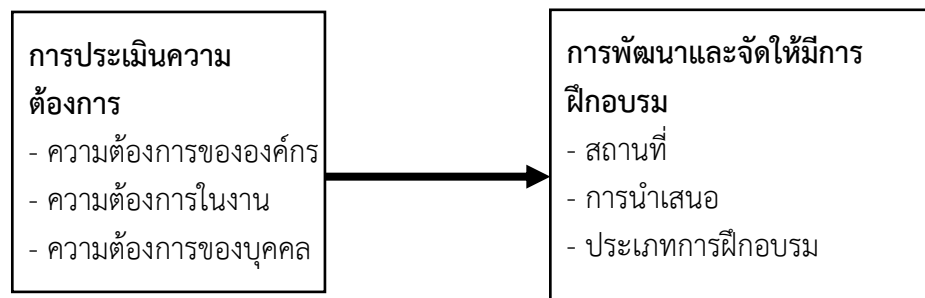 การประเมินความ
ต้องการ
- ความต้องการขององค์กร
- ความต้องการในงาน
- ความต้องการของบุคคล
การพัฒนาและจัดให้มีการ
ฝึกอบรม
- สถานที่
- การนำเสนอ
- ประเภทการฝึกอบรม